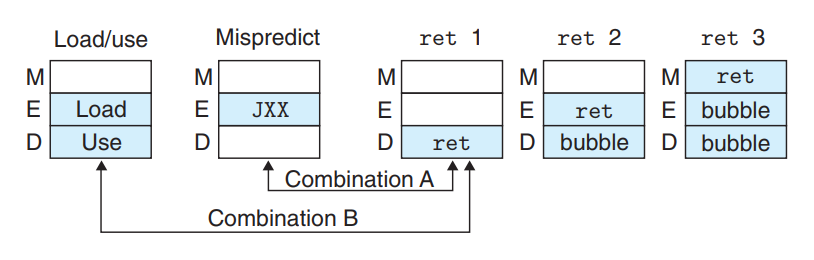 Load/use Mispredict ret 1 ret 2 ret 3
M M M M M ret
E Load E JXX E E ret E bubble
D Use D D ret D bubble D bubble
Combination A
Combination B